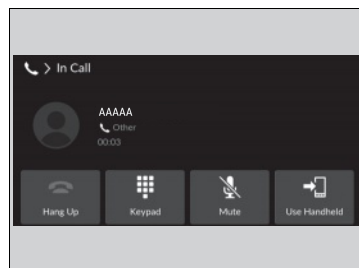 > In Call
AAAAA
Other
00:03
Hang Up
Keypad
Mute
Use Handheld